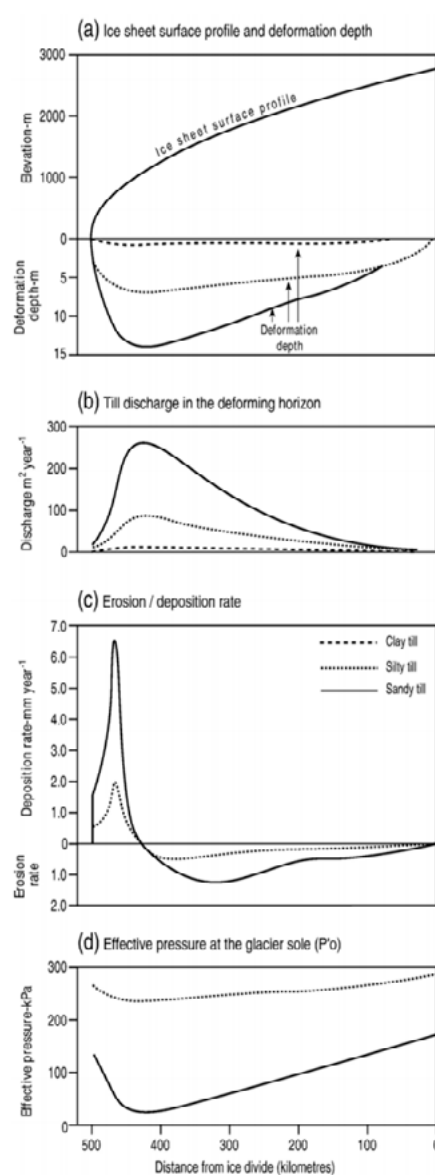 (a) Ice sheet surface profile and deformation depth
3000
2000
1000
0
5
10
15
Bevation-m
Deformation
depth-m
Ice sheet surface profile
Deformation
depth
(b) Till discharge in the deforming horizon
300
200
100
0
Discharge m² year⁻¹
(c) Erosion / deposition rate
7.0
6.0
5.0
4.0
3.0
2.0
1.0
0
1.0
2.0
Deposition rate-mm year⁻¹
Erosion
rate
Clay till
Silty till
Sandy till
(d) Effective pressure at the glacier sole (P'o)
300
200
100
0
Effective pressure-kPa
500 400 300 200 100 0
Distance from ice divide (kilometres)